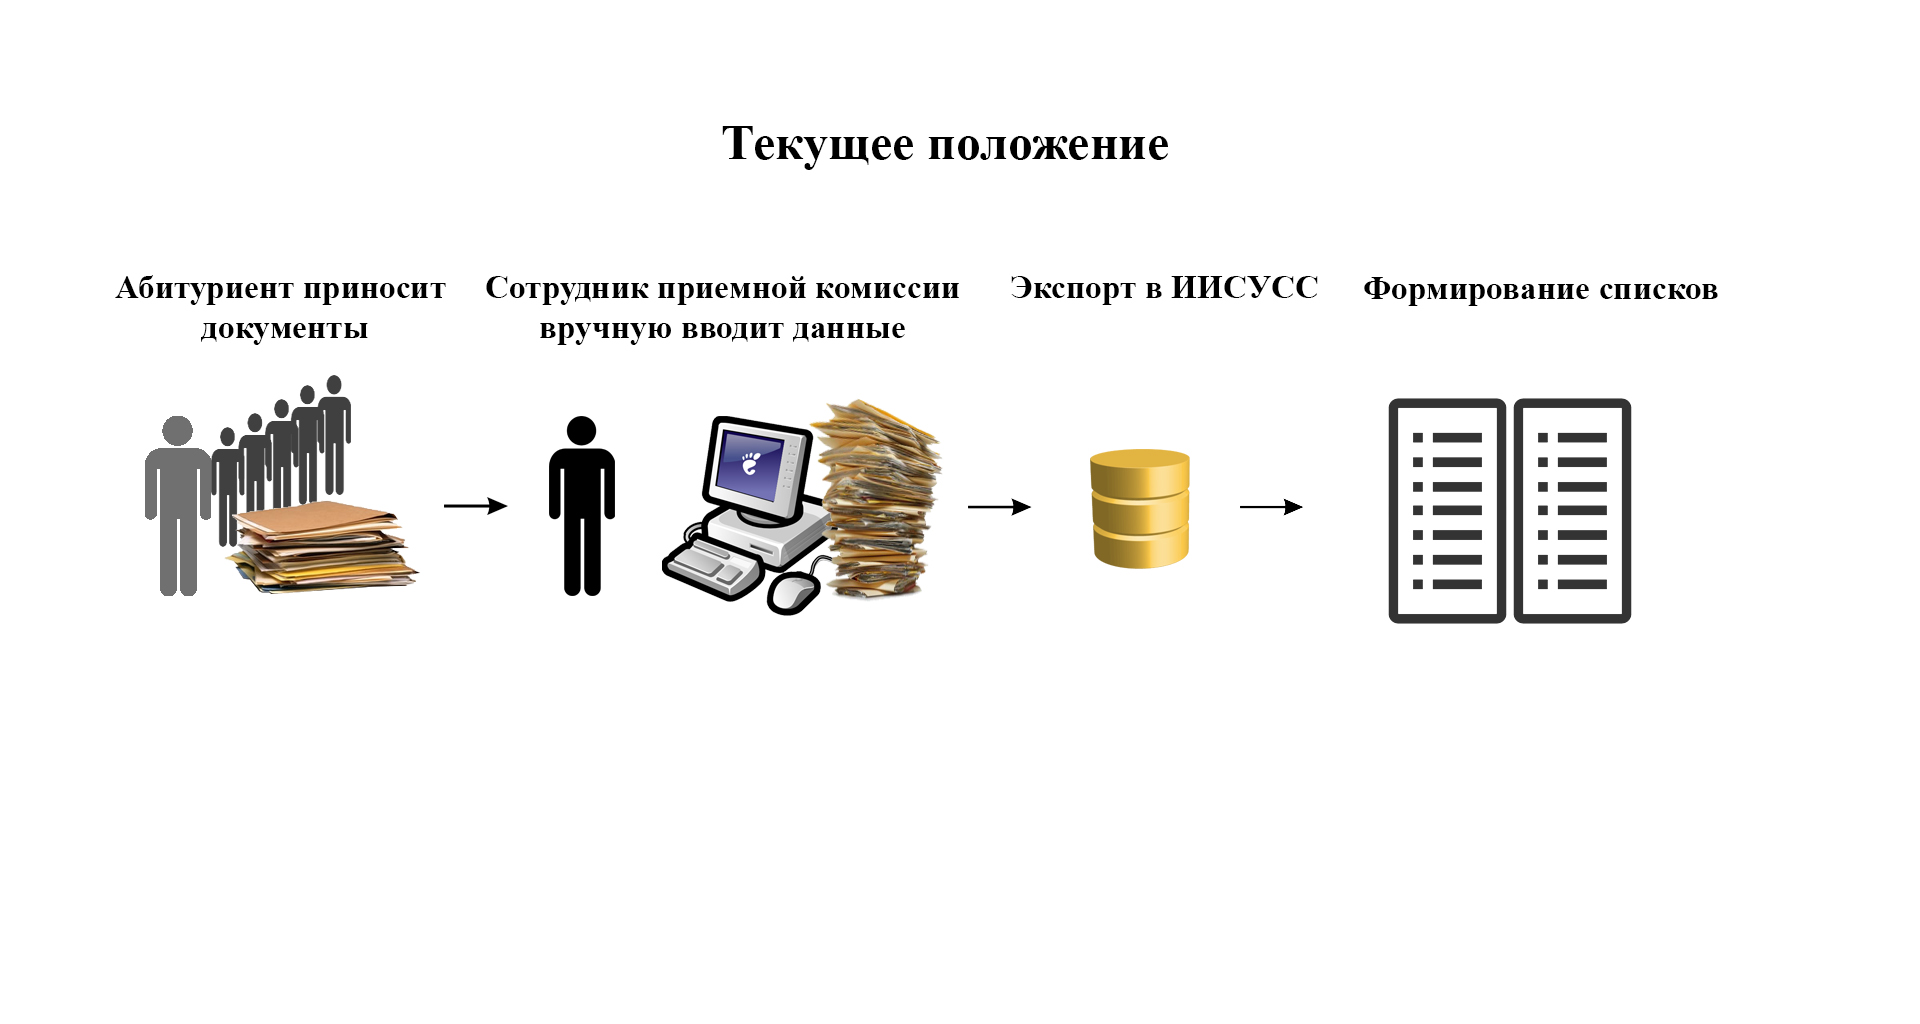 Текущее положение
Абитуриент приносит
документы
Сотрудник приемной комиссии
вручную вводит данные
Экспорт в ИИСУСС
Формирование списков